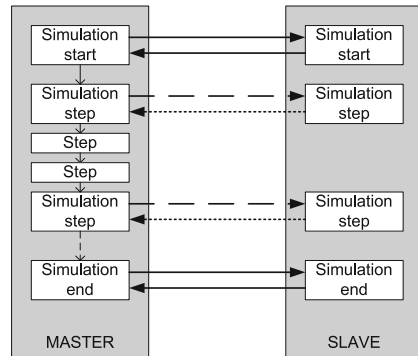 Simulation
start
Simulation
start
Simulation
step
Simulation
step
Step
Step
Simulation
step
Simulation
step
Simulation
end
Simulation
end
MASTER
SLAVE